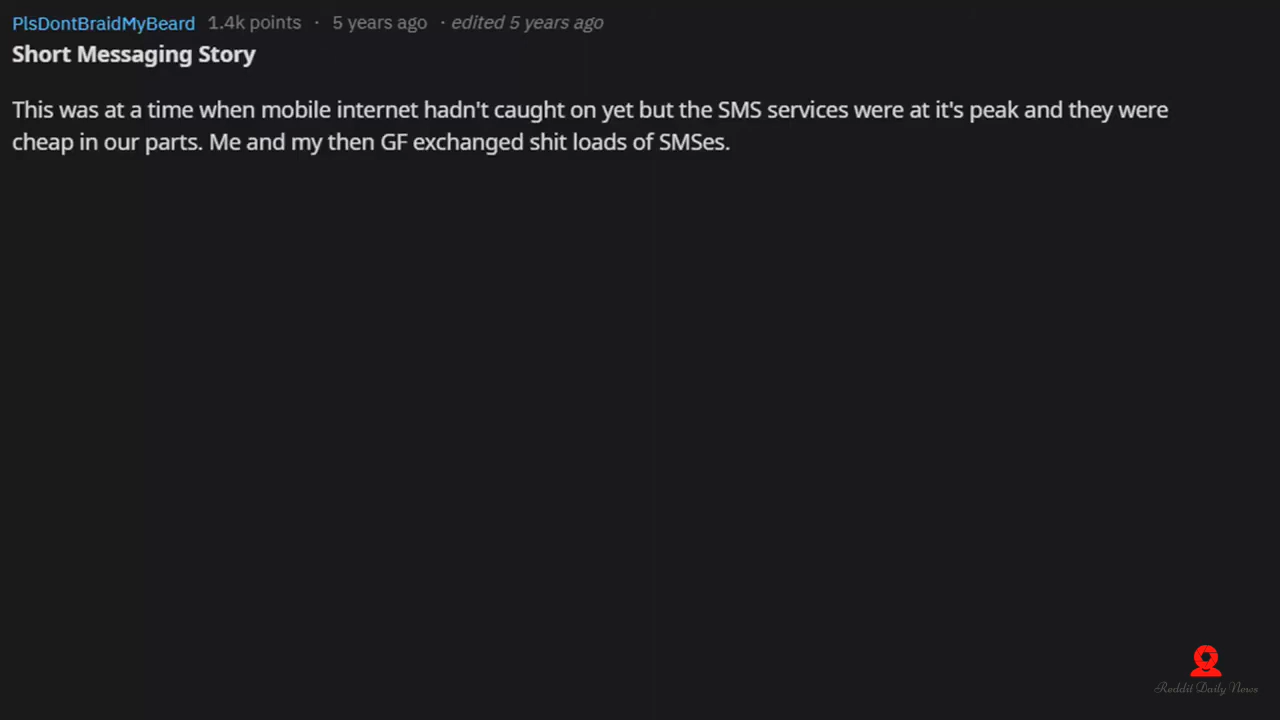 PlsDontBraidMyBeard 1.4k points · 5 years ago · edited 5 years ago
Short Messaging Story
This was at a time when mobile internet hadn't caught on yet but the SMS services were at it's peak and they were
cheap in our parts. Me and my then GF exchanged shit loads of SMSes.
Reddit Daily News